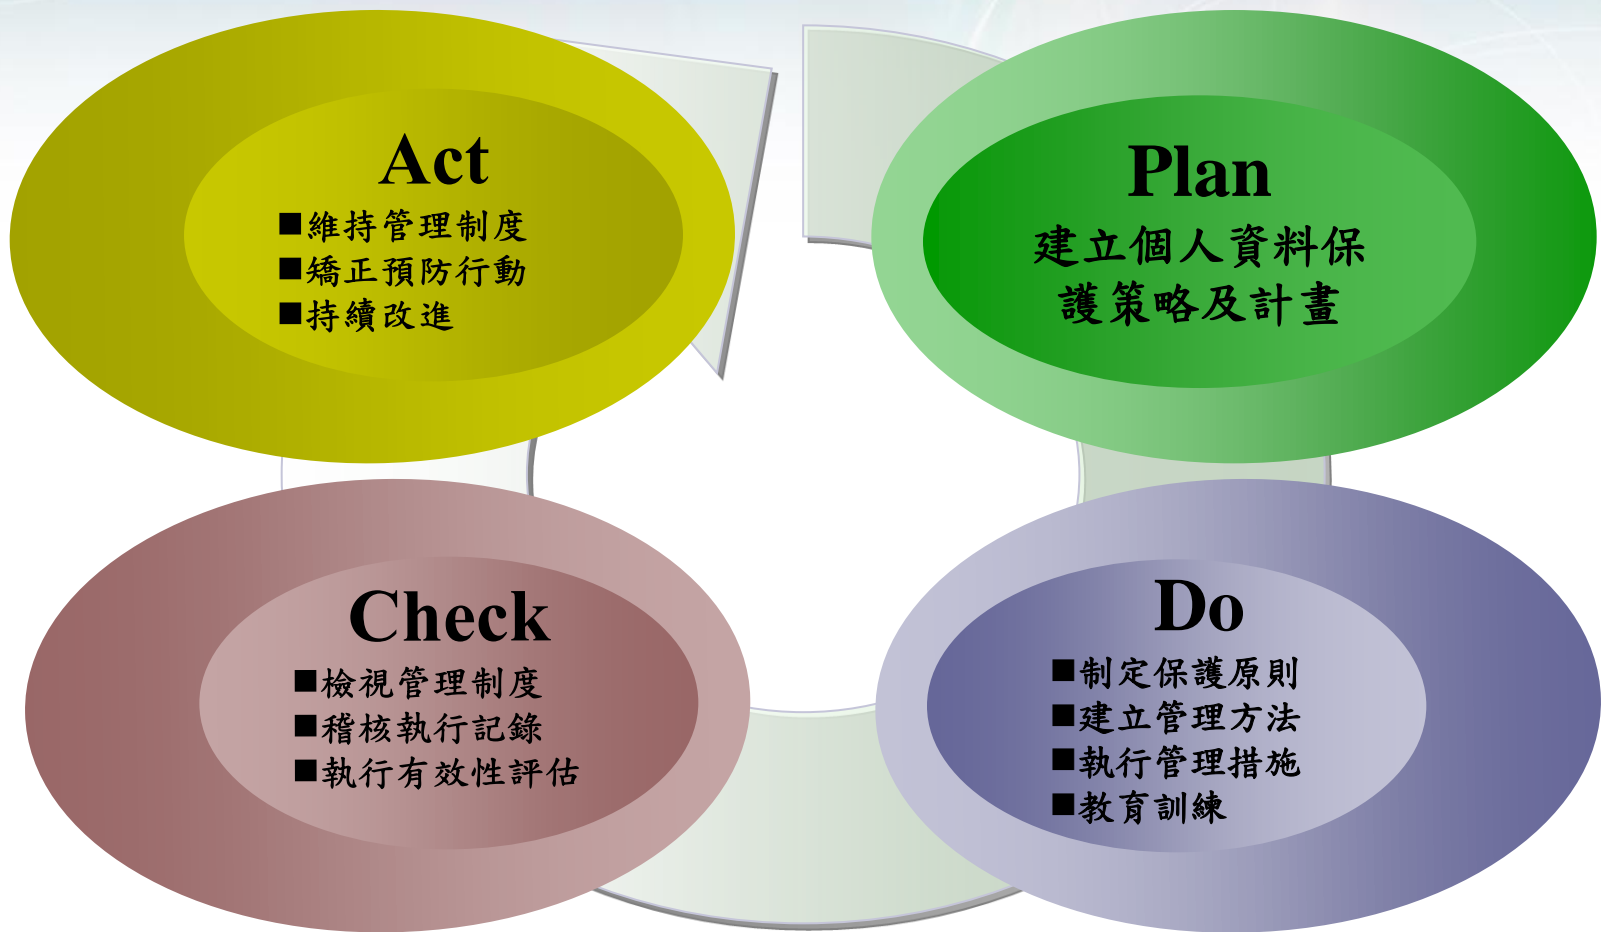 Act
■維持管理制度
■矯正預防行動
■持續改進
Plan
建立個人資料保
護策略及計畫
Check
■檢視管理制度
■稽核執行記錄
■執行有效性評估
Do
■制定保護原則
■建立管理方法
■執行管理措施
■教育訓練